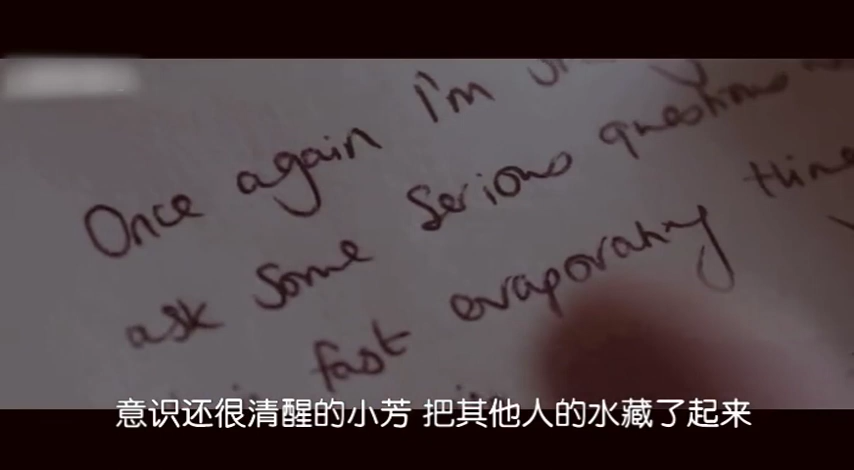 Once again I'm
ask some serious questions
fast evaporating
意识还很清醒的小芳 把其他人的水藏了起来